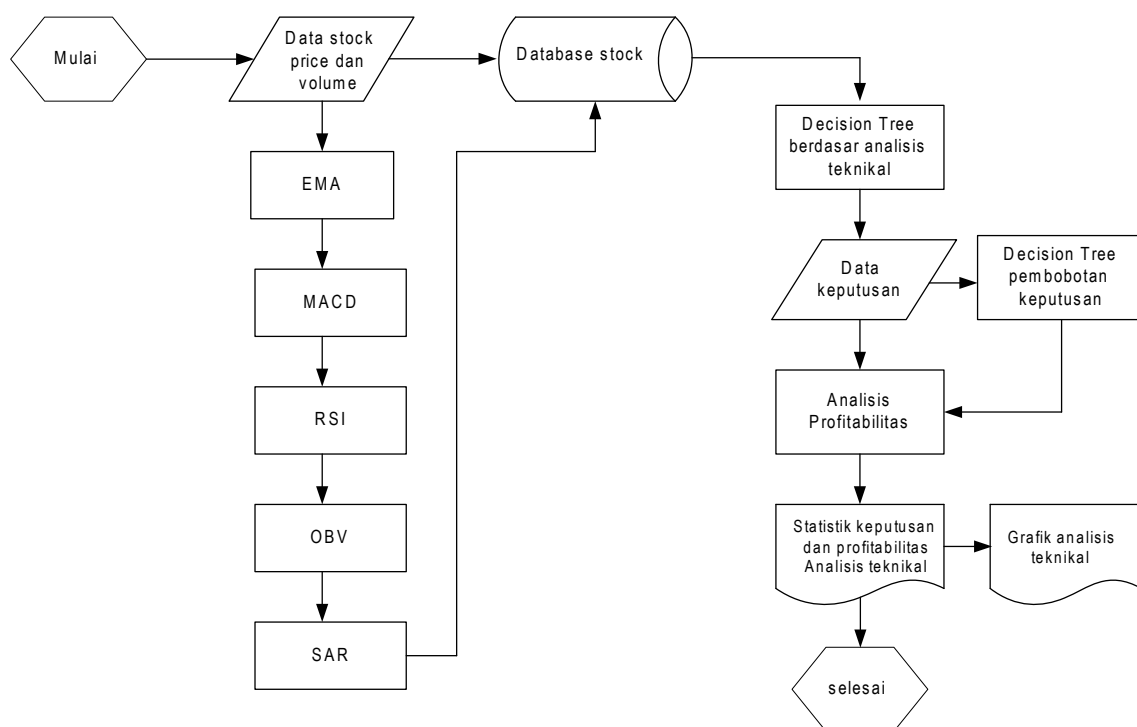 Mulai
Data stock
price dan
volume
Database stock
EMA
MACD
RSI
OBV
SAR
Decision Tree
berdasar analisis
teknikal
Data
keputusan
Decision Tree
pembobotan
keputusan
Analisis
Profitabilitas
Statistik keputusan
dan profitabilitas
Analisis teknikal
Grafik analisis
teknikal
selesai